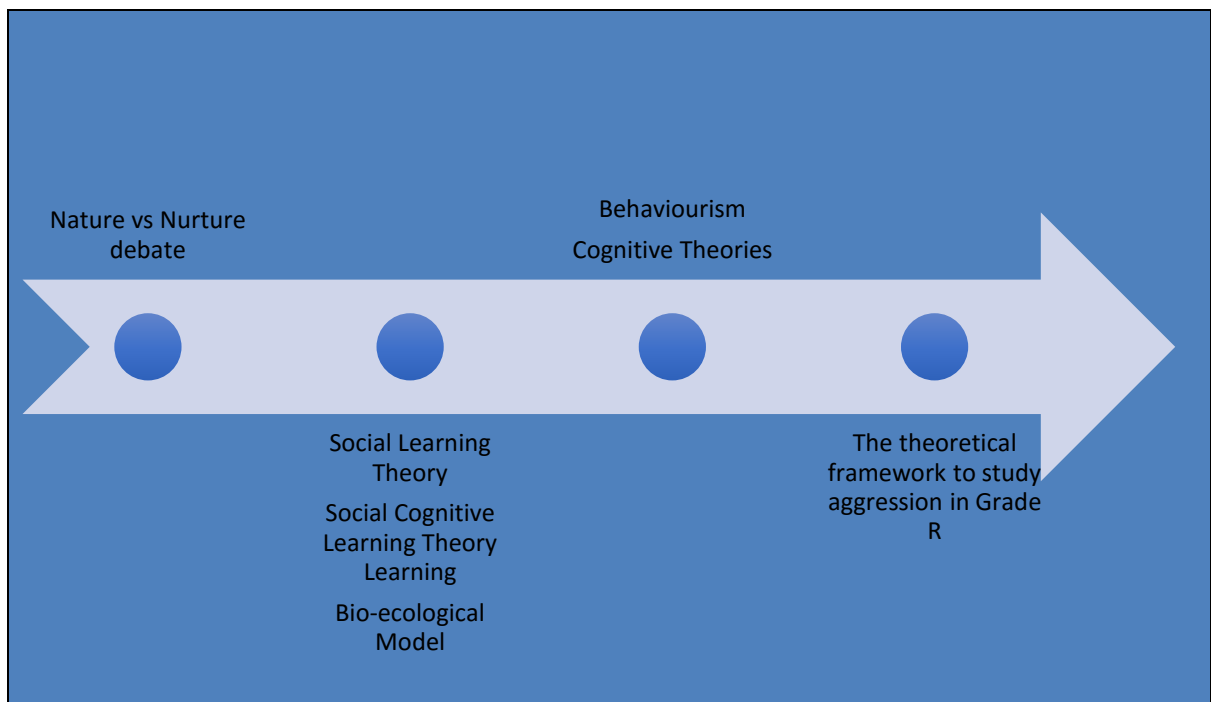 Nature vs Nurture
debate
Social Learning
Theory
Social Cognitive
Learning Theory
Learning
Bio-ecological
Model
Behaviourism
Cognitive Theories
The theoretical
framework to study
aggression in Grade
R